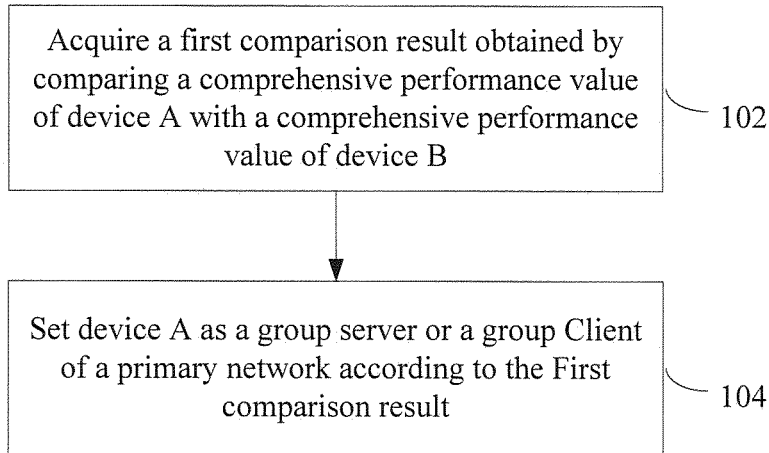 Acquire a first comparison result obtained by
comparing a comprehensive performance value
of device A with a comprehensive performance
value of device B
102
Set device A as a group server or a group Client
of a primary network according to the First
comparison result
104